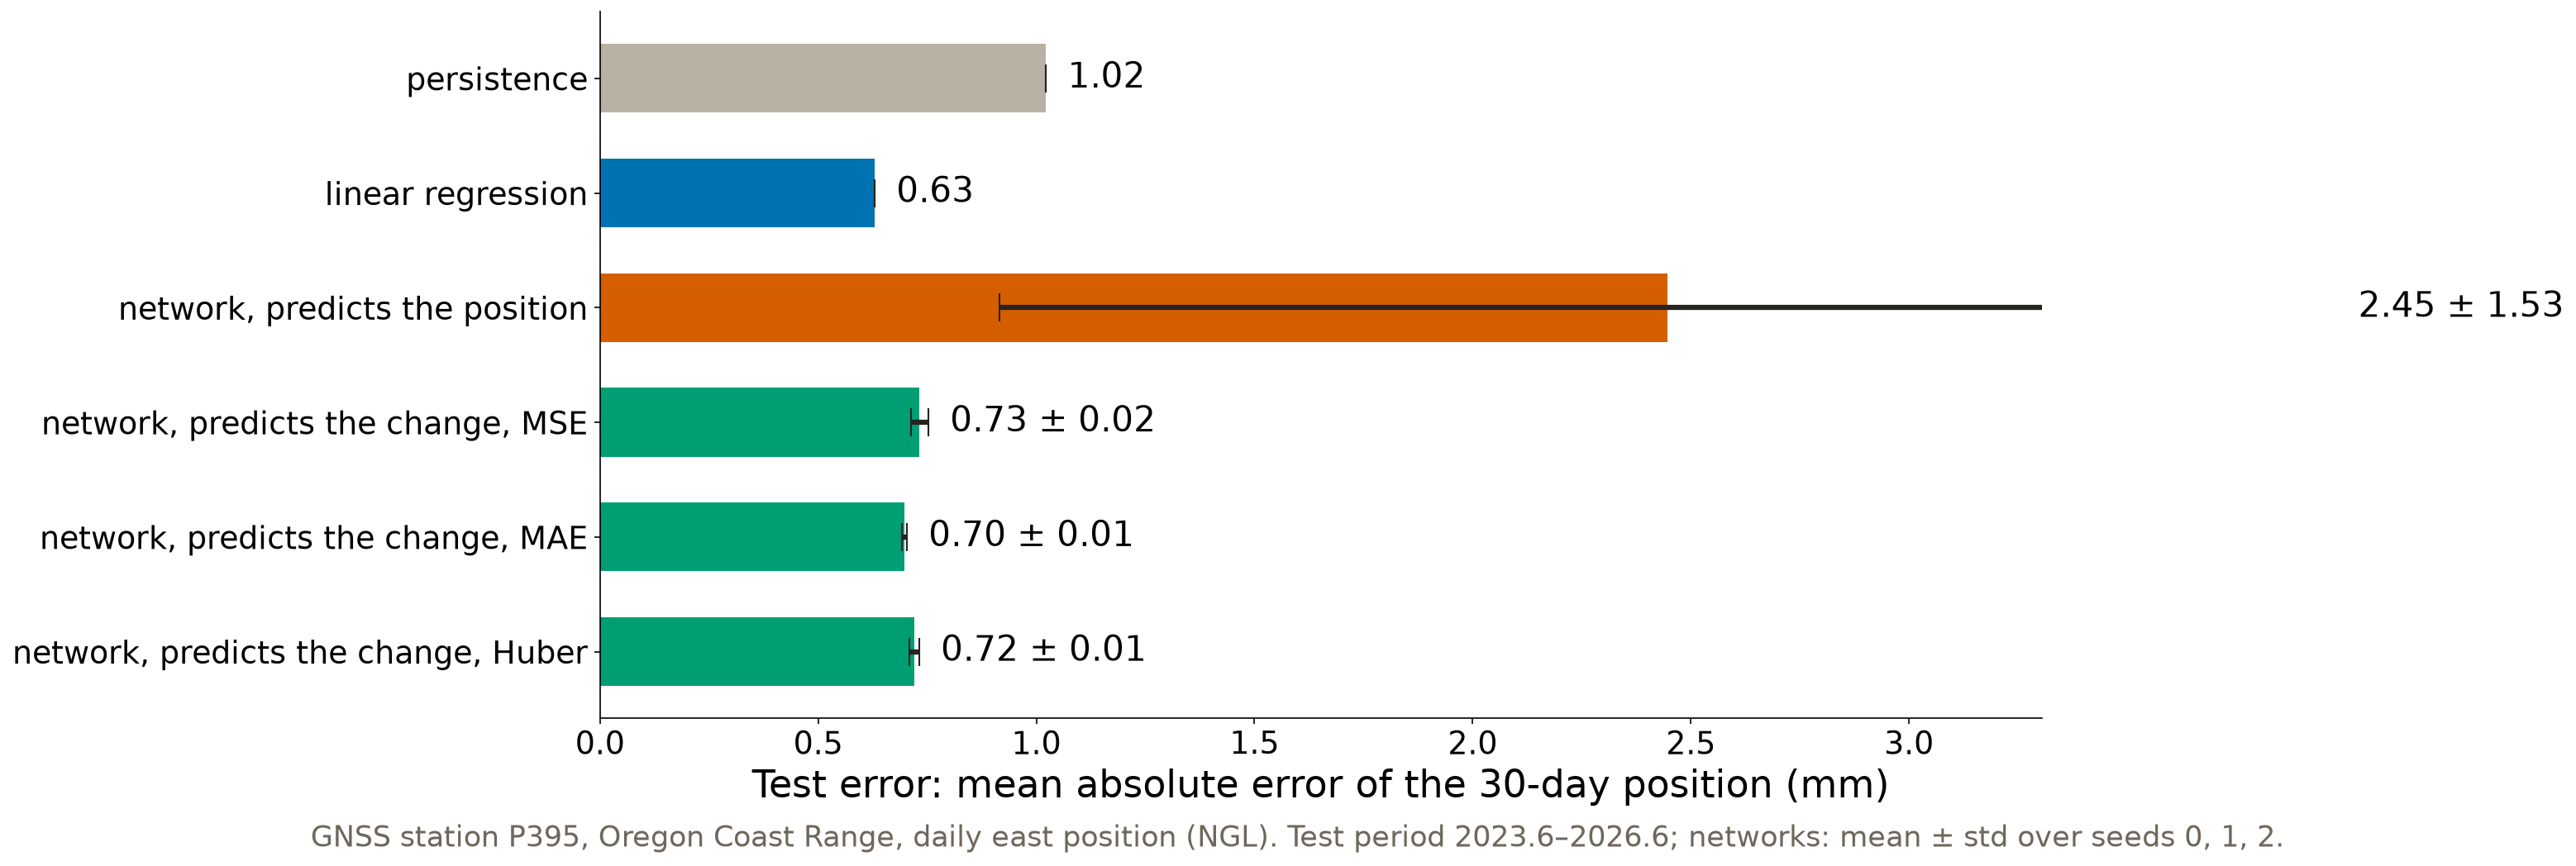 persistence
1.02
linear regression
0.63
network, predicts the position
2.45 ± 1.53
network, predicts the change, MSE
0.73 ± 0.02
network, predicts the change, MAE
0.70 ± 0.01
network, predicts the change, Huber
0.72 ± 0.01
0.0 0.5 1.0 1.5 2.0 2.5 3.0
Test error: mean absolute error of the 30-day position (mm)
GNSS station P395, Oregon Coast Range, daily east position (NGL). Test period 2023.6–2026.6; networks: mean ± std over seeds 0, 1, 2.